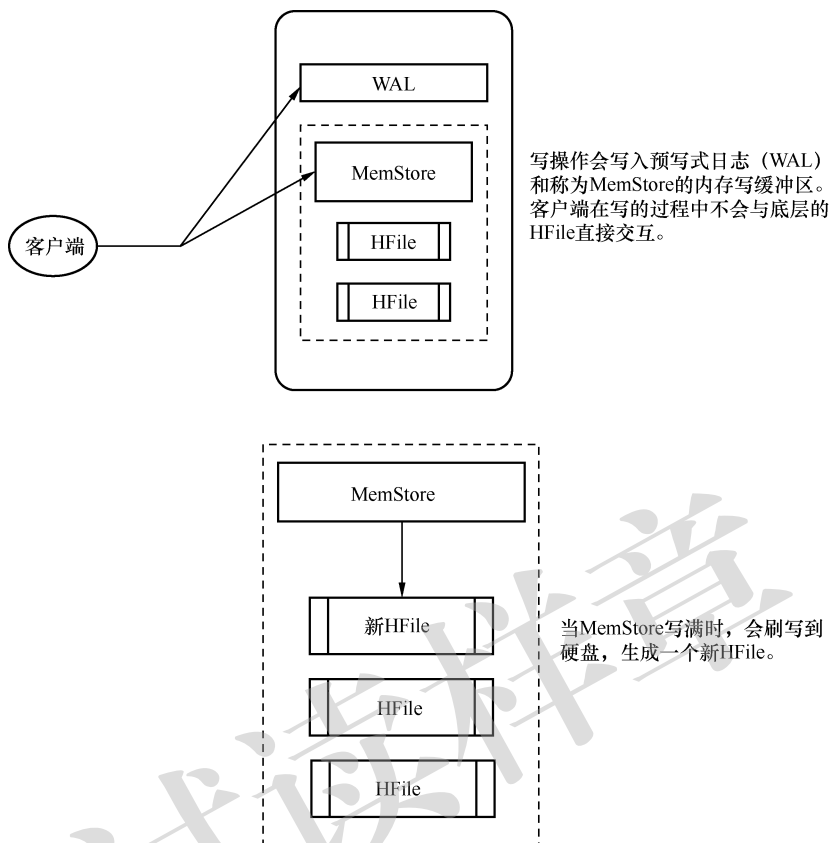 WAL
MemStore
客户端
HFile
HFile
写操作会写入预写式日志（WAL）
和称为MemStore的内存写缓冲区。
客户端在写的过程中不会与底层的
HFile直接交互。
MemStore
新HFile
HFile
HFile
当MemStore写满时，会刷写到
硬盘，生成一个新HFile。
试读样章